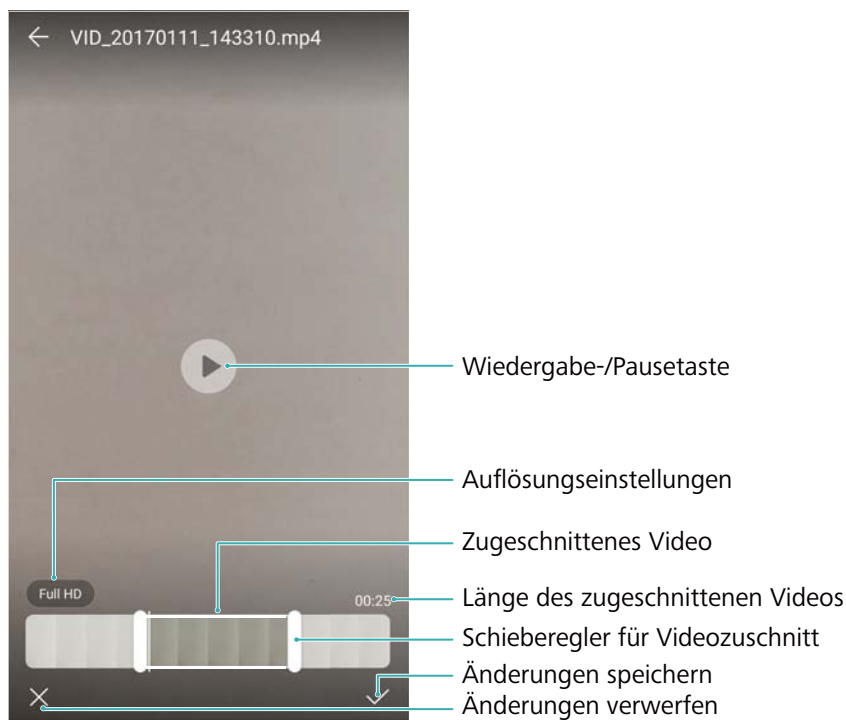 VID_20170111_143310.mp4
Wiedergabe-/Pausetaste
Auflösungseinstellungen
Zugeschnittenes Video
Full HD
00:25
Länge des zugeschnittenen Videos
Schieberegler für Videozuschnitt
Änderungen speichern
Änderungen verwerfen